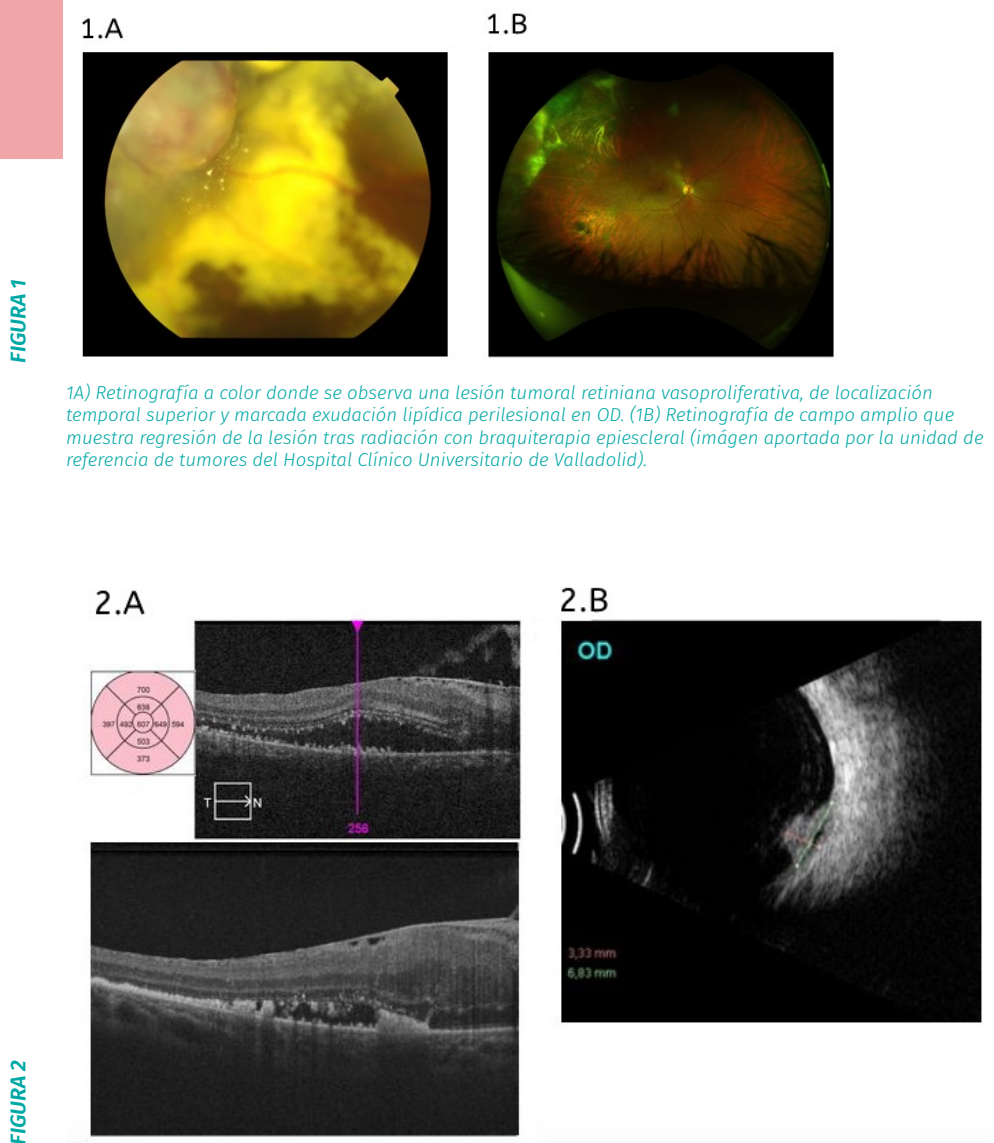 1.A
1.B
FIGURA 1
1A) Retinografía a color donde se observa una lesión tumoral retiniana vasoproliferativa, de localización
temporal superior y marcada exudación lipídica perilesional en OD. (1B) Retinografía de campo amplio que
muestra regresión de la lesión tras radiación con braquiterapia epiescleral (imágen aportada por la unidad de
referencia de tumores del Hospital Clínico Universitario de Valladolid).
2.A
2.B
OD
700
638
397 492 607 649 594
503
373
T N
256
3,33 mm
6,83 mm
FIGURA 2